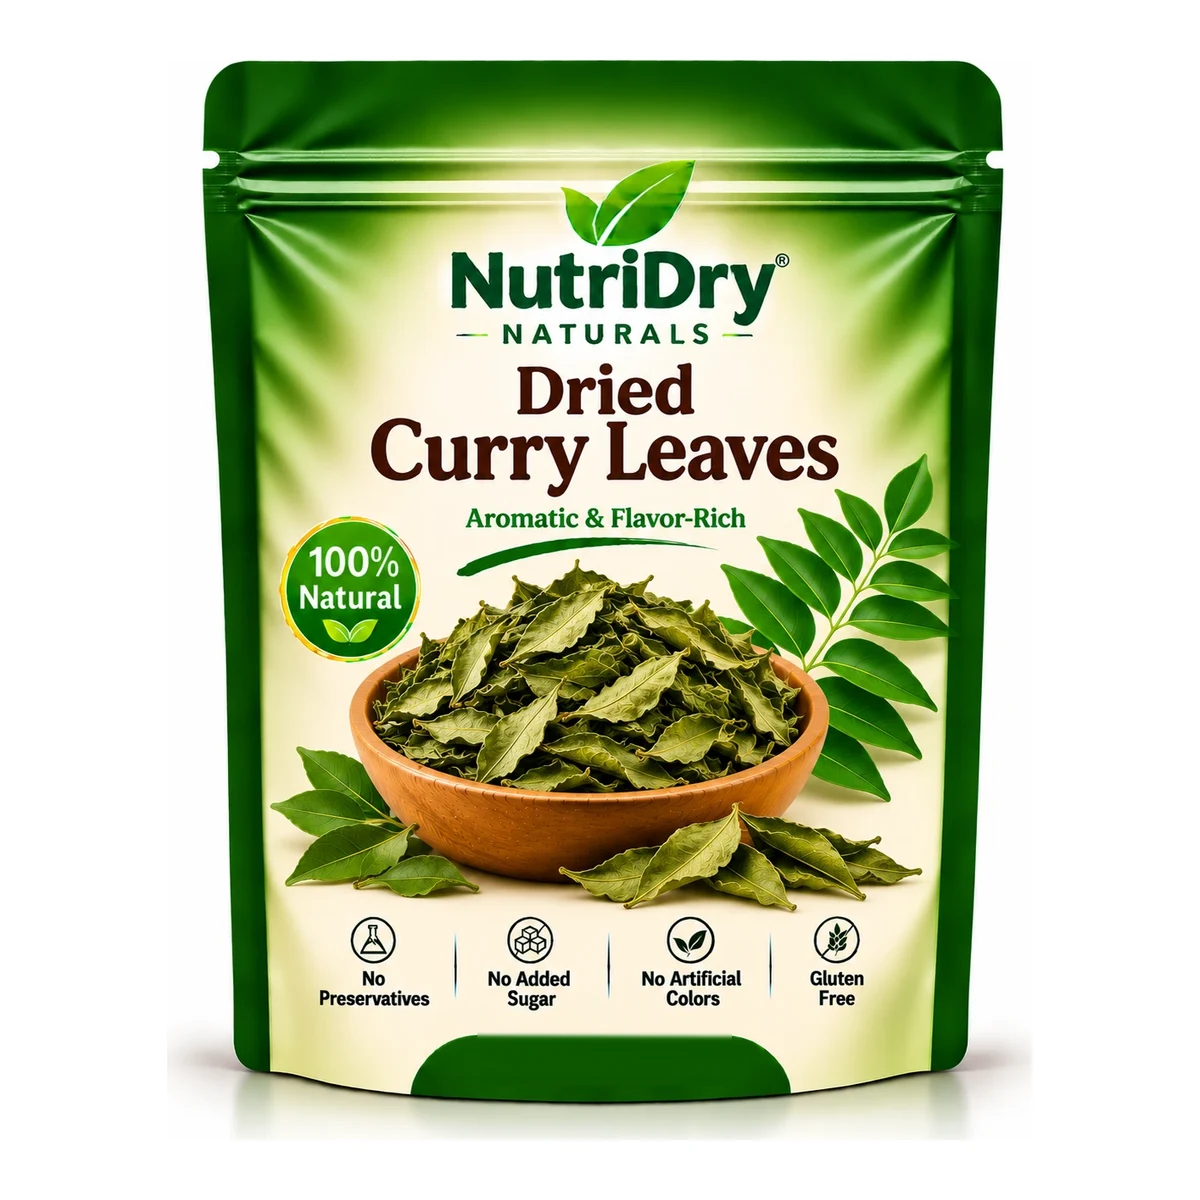 NutriDry®
NATURALS
Dried
Curry Leaves
Aromatic & Flavor-Rich
100%
Natural
No
Preservatives
No Added
Sugar
No Artificial
Colors
Gluten
Free